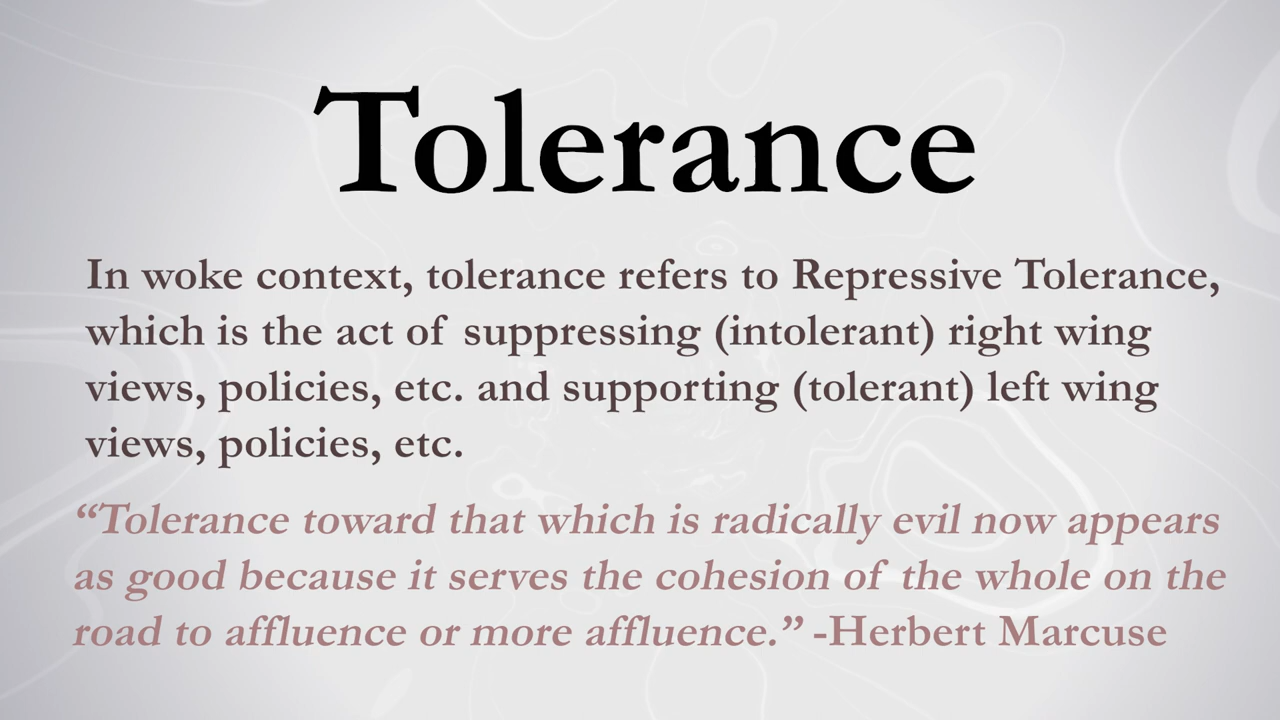 Tolerance
In woke context, tolerance refers to Repressive Tolerance,
which is the act of suppressing (intolerant) right wing
views, policies, etc. and supporting (tolerant) left wing
views, policies, etc.
“Tolerance toward that which is radically evil now appears
as good because it serves the cohesion of the whole on the
road to affluence or more affluence.” -Herbert Marcuse